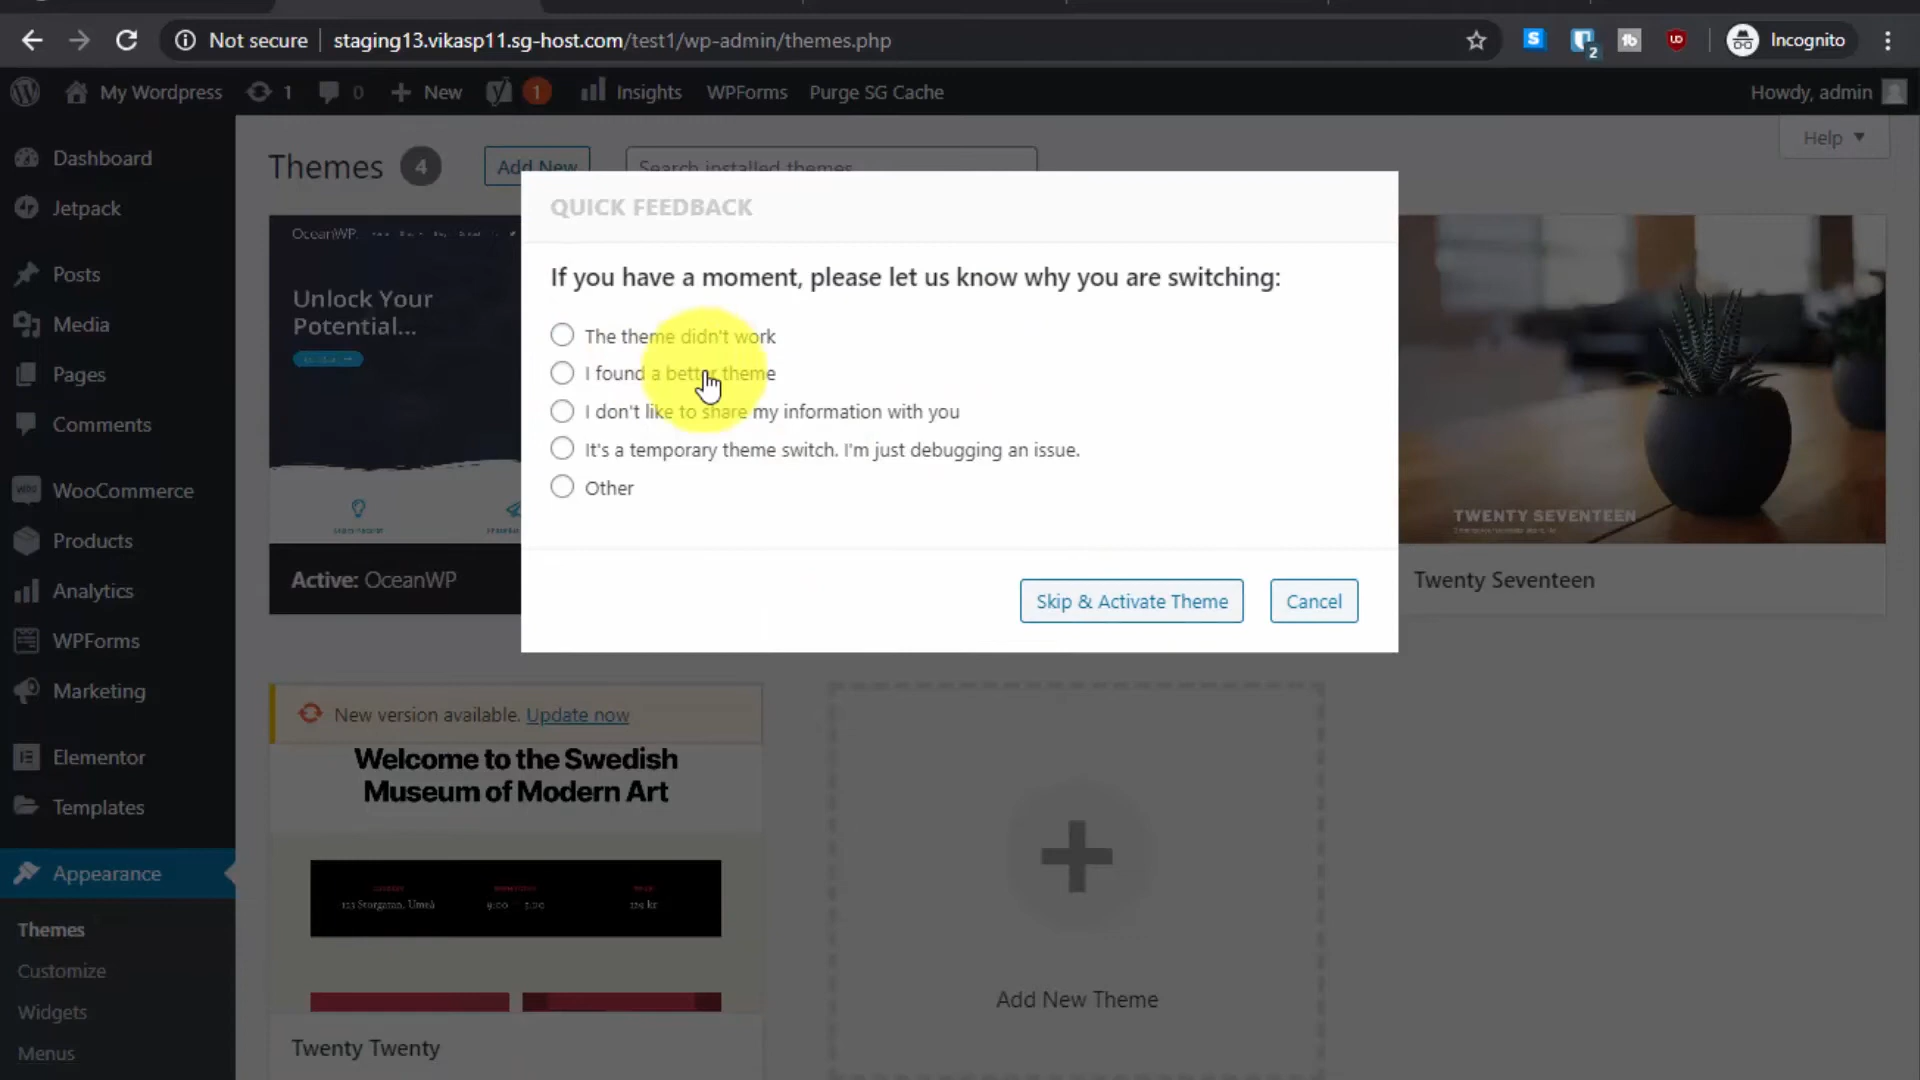 Not secure
staging13.vikasp11.sg-host.com/test1/wp-admin/themes.php
2
Incognito
My Wordpress
1
0
New
1
Insights
WPForms
Purge SG Cache
Howdy, admin
Dashboard
Jetpack
Posts
Media
Pages
Comments
WooCommerce
Products
Analytics
WPForms
Marketing
Elementor
Templates
Appearance
Themes
Customize
Widgets
Menus
Themes
4
Add New
Search installed themes...
Help
OceanWP.
Unlock Your
Potential...
Active: OceanWP
QUICK FEEDBACK
If you have a moment, please let us know why you are switching:
The theme didn't work
I found a better theme
I don't like to share my information with you
It's a temporary theme switch. I'm just debugging an issue.
Other
Skip & Activate Theme
Cancel
TWENTY SEVENTEEN
Twenty Seventeen
New version available. Update now
Welcome to the Swedish
Museum of Modern Art
123 Storgatan, Umeå
Twenty Twenty
Add New Theme